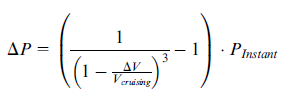 ΔP = ( 1 / (1 − ΔV / V_cruising)^3 − 1 ) · P_Instant